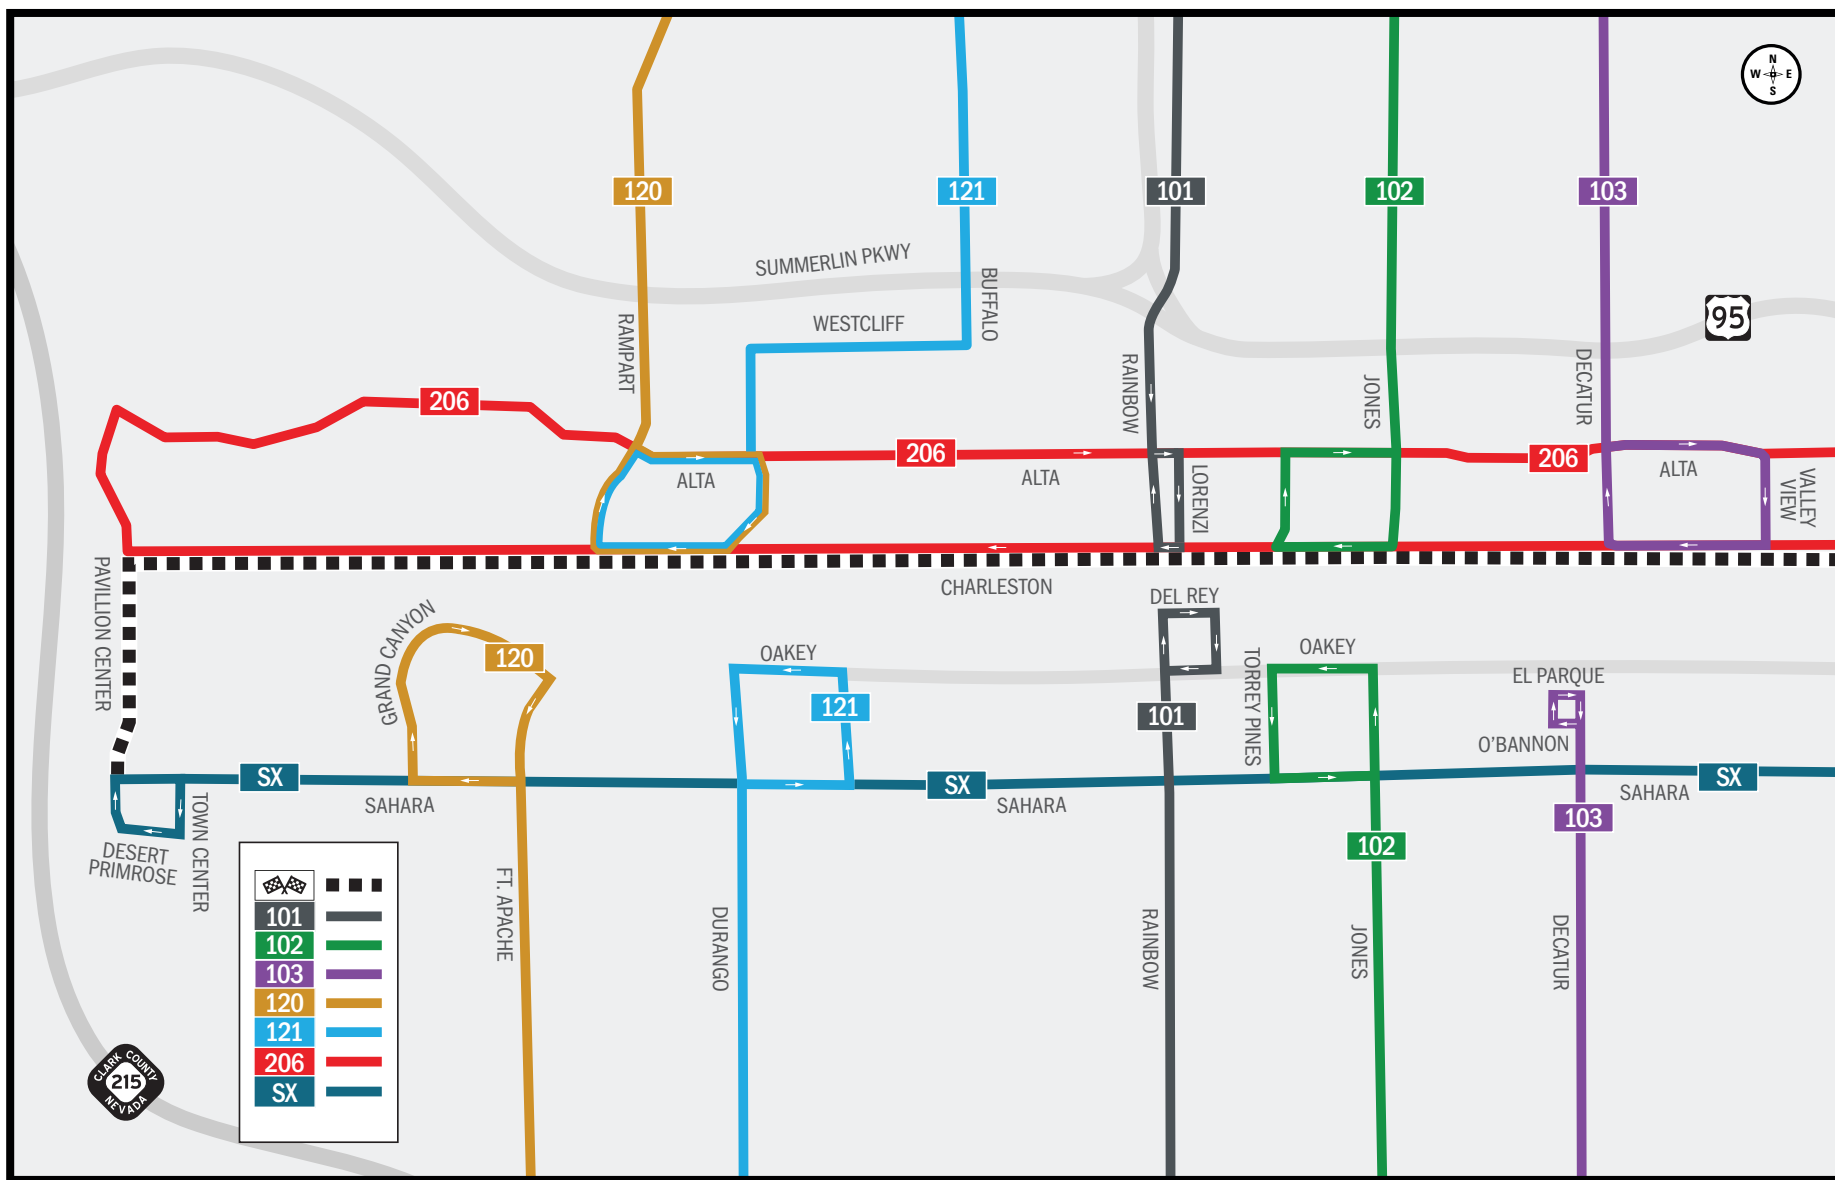 N
W E
S
120
121
101
102
103
SUMMERLIN PKWY
BUFFALO
WESTCLIFF
95
RAMPART
RAINBOW
JONES
DECATUR
206
206
206
ALTA
ALTA
ALTA
LORENZI
VALLEY
VIEW
PAVILLION CENTER
CHARLESTON
DEL REY
GRAND CANYON
120
OAKEY
121
101
TORREY PINES
OAKEY
EL PARQUE
O'BANNON
SX
SX
SX
SAHARA
SAHARA
SAHARA
TOWN CENTER
DESERT
PRIMROSE
103
102
FT. APACHE
DURANGO
RAINBOW
JONES
DECATUR
101
102
103
120
121
206
SX
CLARK COUNTY
215
NEVADA